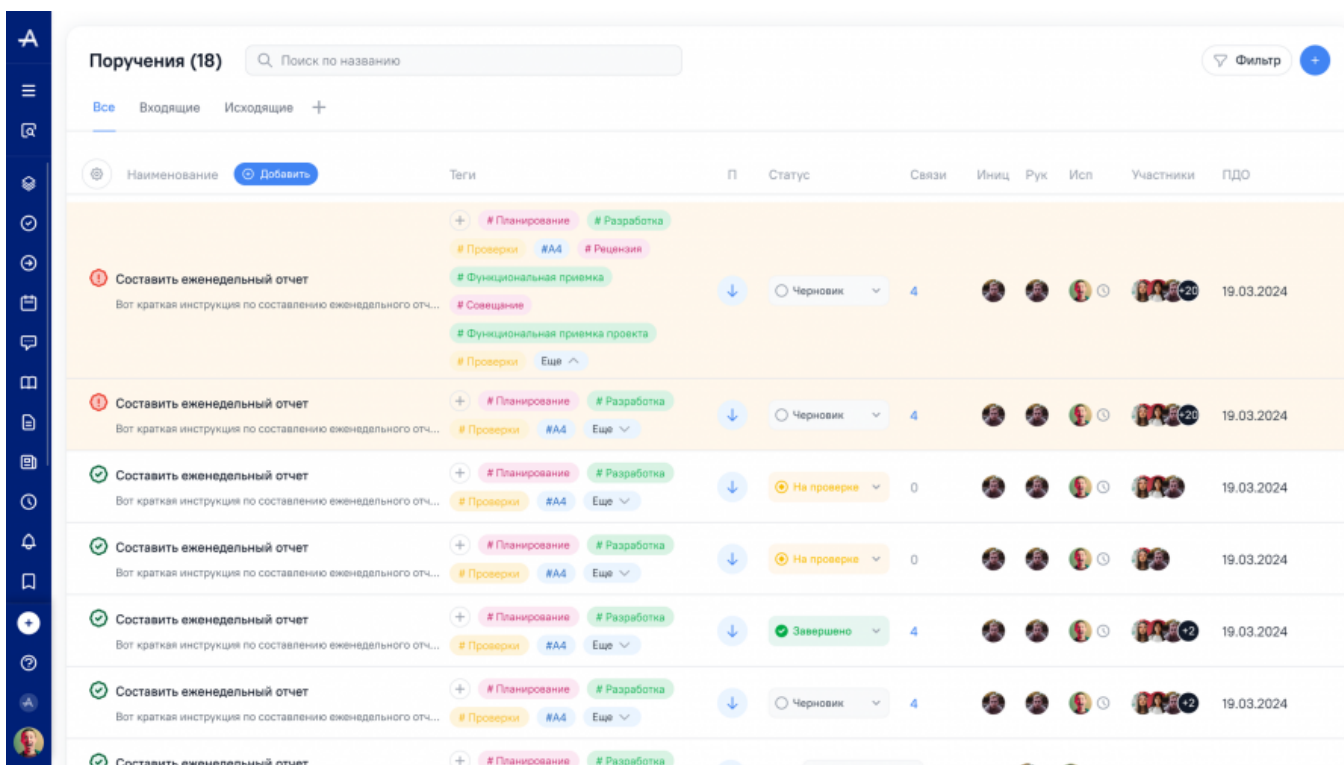 Поручения (18)
Поиск по названию
Фильтр
Все Входящие Исходящие
Наименование Добавить Теги П Статус Связи Иниц Рук Исп Участники ПДО
# Планирование # Разработка
# Проверки #A4 # Рецензия
# Функциональная приемка
# Совещание
# Функциональная приемка проекта
# Проверки Еще
Составить еженедельный отчет
Вот краткая инструкция по составлению еженедельного отч...
Черновик 4 +20 19.03.2024
Составить еженедельный отчет
Вот краткая инструкция по составлению еженедельного отч...
# Планирование # Разработка
# Проверки #A4 Еще
Черновик 4 +20 19.03.2024
Составить еженедельный отчет
Вот краткая инструкция по составлению еженедельного отч...
# Планирование # Разработка
# Проверки #A4 Еще
На проверке 0 19.03.2024
Составить еженедельный отчет
Вот краткая инструкция по составлению еженедельного отч...
# Планирование # Разработка
# Проверки #A4 Еще
На проверке 0 19.03.2024
Составить еженедельный отчет
Вот краткая инструкция по составлению еженедельного отч...
# Планирование # Разработка
# Проверки #A4 Еще
Завершено 4 +2 19.03.2024
Составить еженедельный отчет
Вот краткая инструкция по составлению еженедельного отч...
# Планирование # Разработка
# Проверки #A4 Еще
Черновик 4 +2 19.03.2024
Составить еженедельный отчет
# Планирование # Разработка